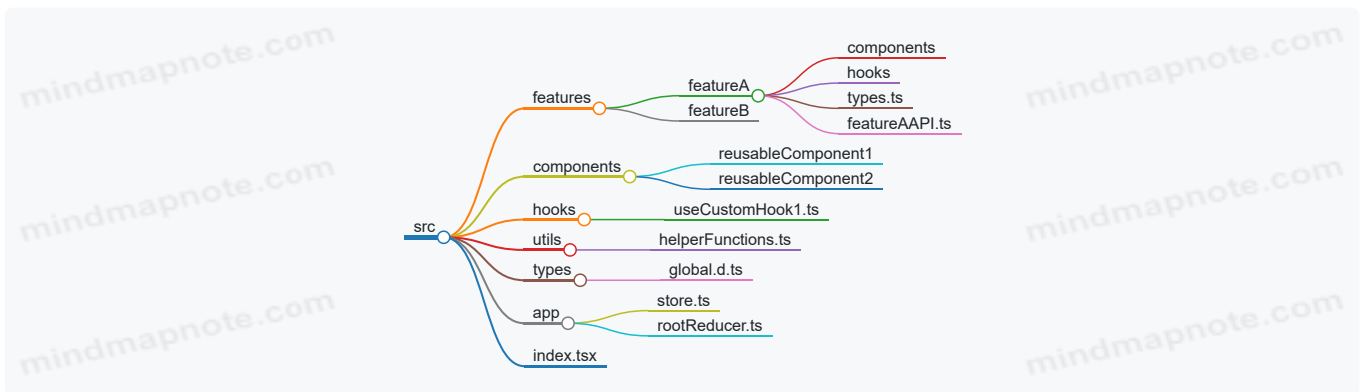 mindmapnote.com
mindmapnote.com
components
hooks
featureA
types.ts
features
featureB
featureAAPI.ts
reusableComponent1
components
reusableComponent2
mindmapnote.com
mindmapnote.com
hooks
useCustomHook1.ts
src
utils
helperFunctions.ts
types
global.d.ts
store.ts
app
rootReducer.ts
mindmapnote.com
mindmapnote.com
index.tsx